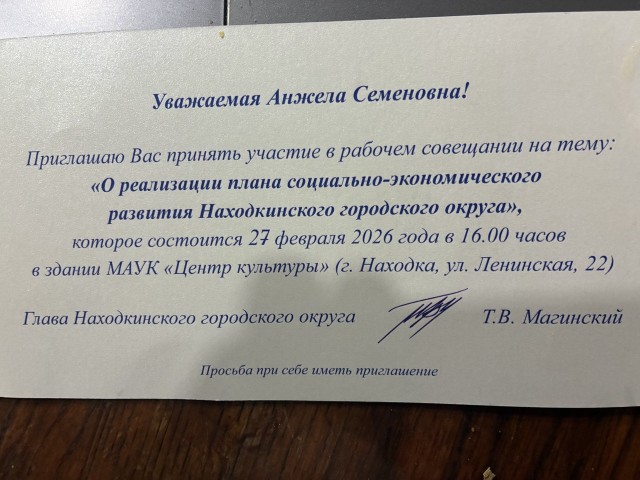 Уважаемая Анжела Семеновна!
Приглашаю Вас принять участие в рабочем совещании на тему:
«О реализации плана социально-экономического
развития Находкинского городского округа»,
которое состоится 27 февраля 2026 года в 16.00 часов
в здании МАУК «Центр культуры» (г. Находка, ул. Ленинская, 22)
Глава Находкинского городского округа Т.В. Магинский
Просьба при себе иметь приглашение